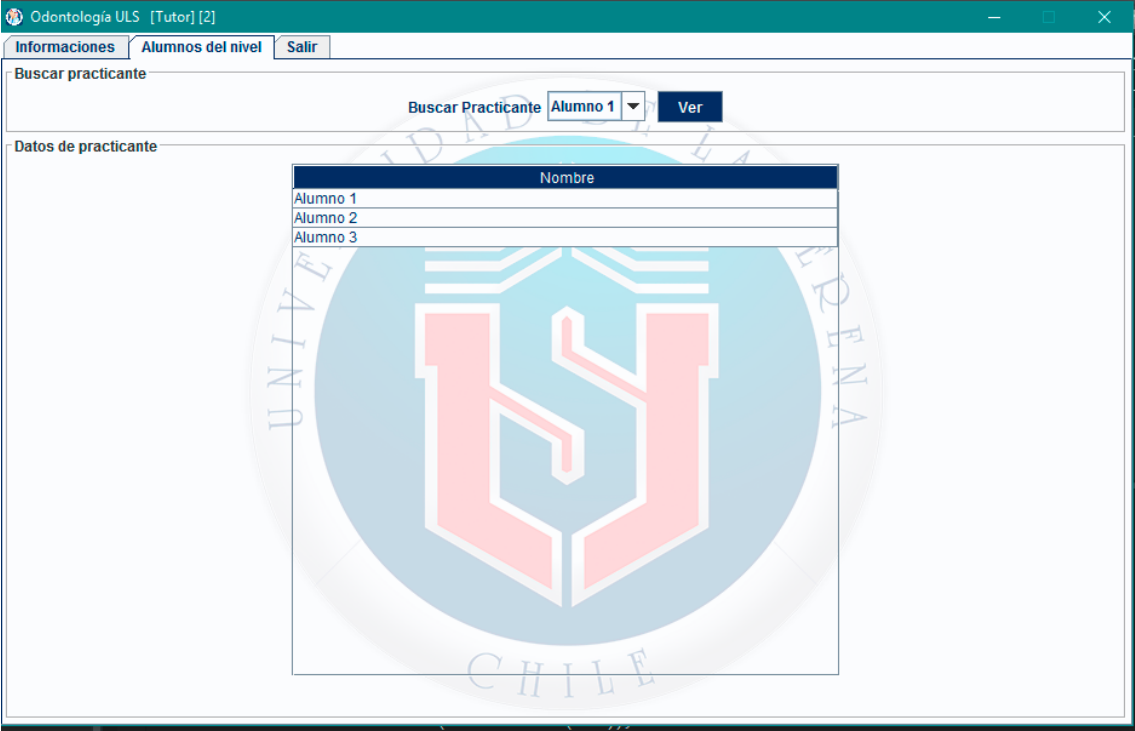 Odontología ULS [Tutor] [2]
Informaciones Alumnos del nivel Salir
Buscar practicante
Buscar Practicante Alumno 1 Ver
Datos de practicante
Nombre
Alumno 1
Alumno 2
Alumno 3
UNIVERSIDAD DE LA SERENA
CHILE